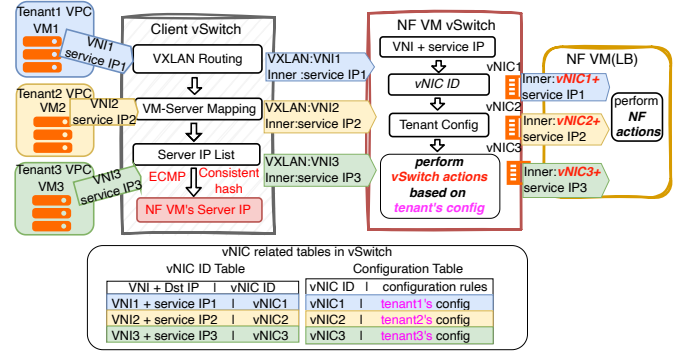 Tenant1 VPC
VM1
VNI1
service IP1
Tenant2 VPC
VM2
VNI2
service IP2
Tenant3 VPC
VM3
VNI3
service IP3
Client vSwitch
VXLAN Routing
VM-Server Mapping
Server IP List
ECMP
Consistent
hash
NF VM's Server IP
VXLAN:VNI1
Inner :service IP1
VXLAN:VNI2
Inner:service IP2
VXLAN:VNI3
Inner:service IP3
NF VM vSwitch
VNI + service IP
vNIC ID
Tenant Config
perform
vSwitch actions
based on
tenant's config
vNIC1
vNIC2
vNIC3
NF VM(LB)
Inner:vNIC1+
service IP1
Inner:vNIC2+
service IP2
Inner:vNIC3+
service IP3
perform
NF
actions
vNIC related tables in vSwitch
vNIC ID Table
VNI + Dst IP | vNIC ID
VNI1 + service IP1 | vNIC1
VNI2 + service IP2 | vNIC2
VNI3 + service IP3 | vNIC3
Configuration Table
vNIC ID | configuration rules
vNIC1 | tenant1's config
vNIC2 | tenant2's config
vNIC3 | tenant3's config